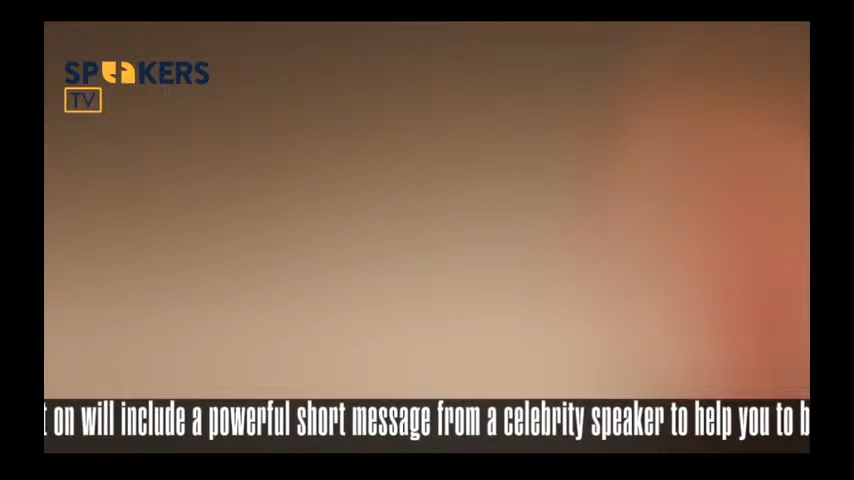 SPEAKERS
TV
on will include a powerful short message from a celebrity speaker to help you to